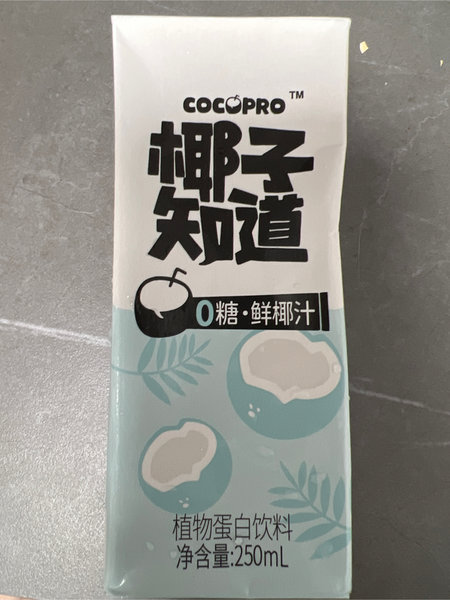 COCOPRO™
椰子
知道
0糖·鲜椰汁
植物蛋白饮料
净含量:250mL